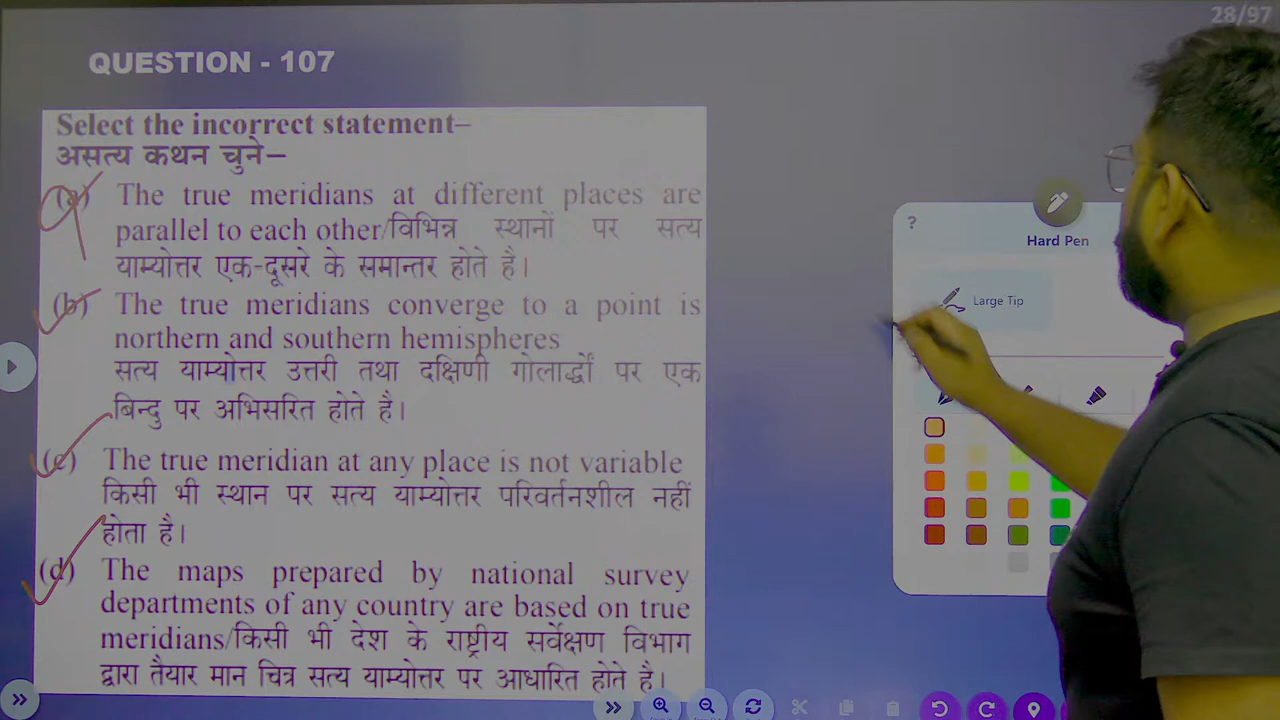 28/97
QUESTION - 107
Select the incorrect statement–
असत्य कथन चुने–
(a) The true meridians at different places are
parallel to each other/विभिन्न स्थानों पर सत्य
याम्योत्तर एक-दूसरे के समान्तर होते है।
(b) The true meridians converge to a point is
northern and southern hemispheres
सत्य याम्योत्तर उत्तरी तथा दक्षिणी गोलार्द्धों पर एक
बिन्दु पर अभिसरित होते है।
(c) The true meridian at any place is not variable
किसी भी स्थान पर सत्य याम्योत्तर परिवर्तनशील नहीं
होता है।
(d) The maps prepared by national survey
departments of any country are based on true
meridians/किसी भी देश के राष्ट्रीय सर्वेक्षण विभाग
द्वारा तैयार मान चित्र सत्य याम्योत्तर पर आधारित होते है।
?
Hard Pen
Large Tip